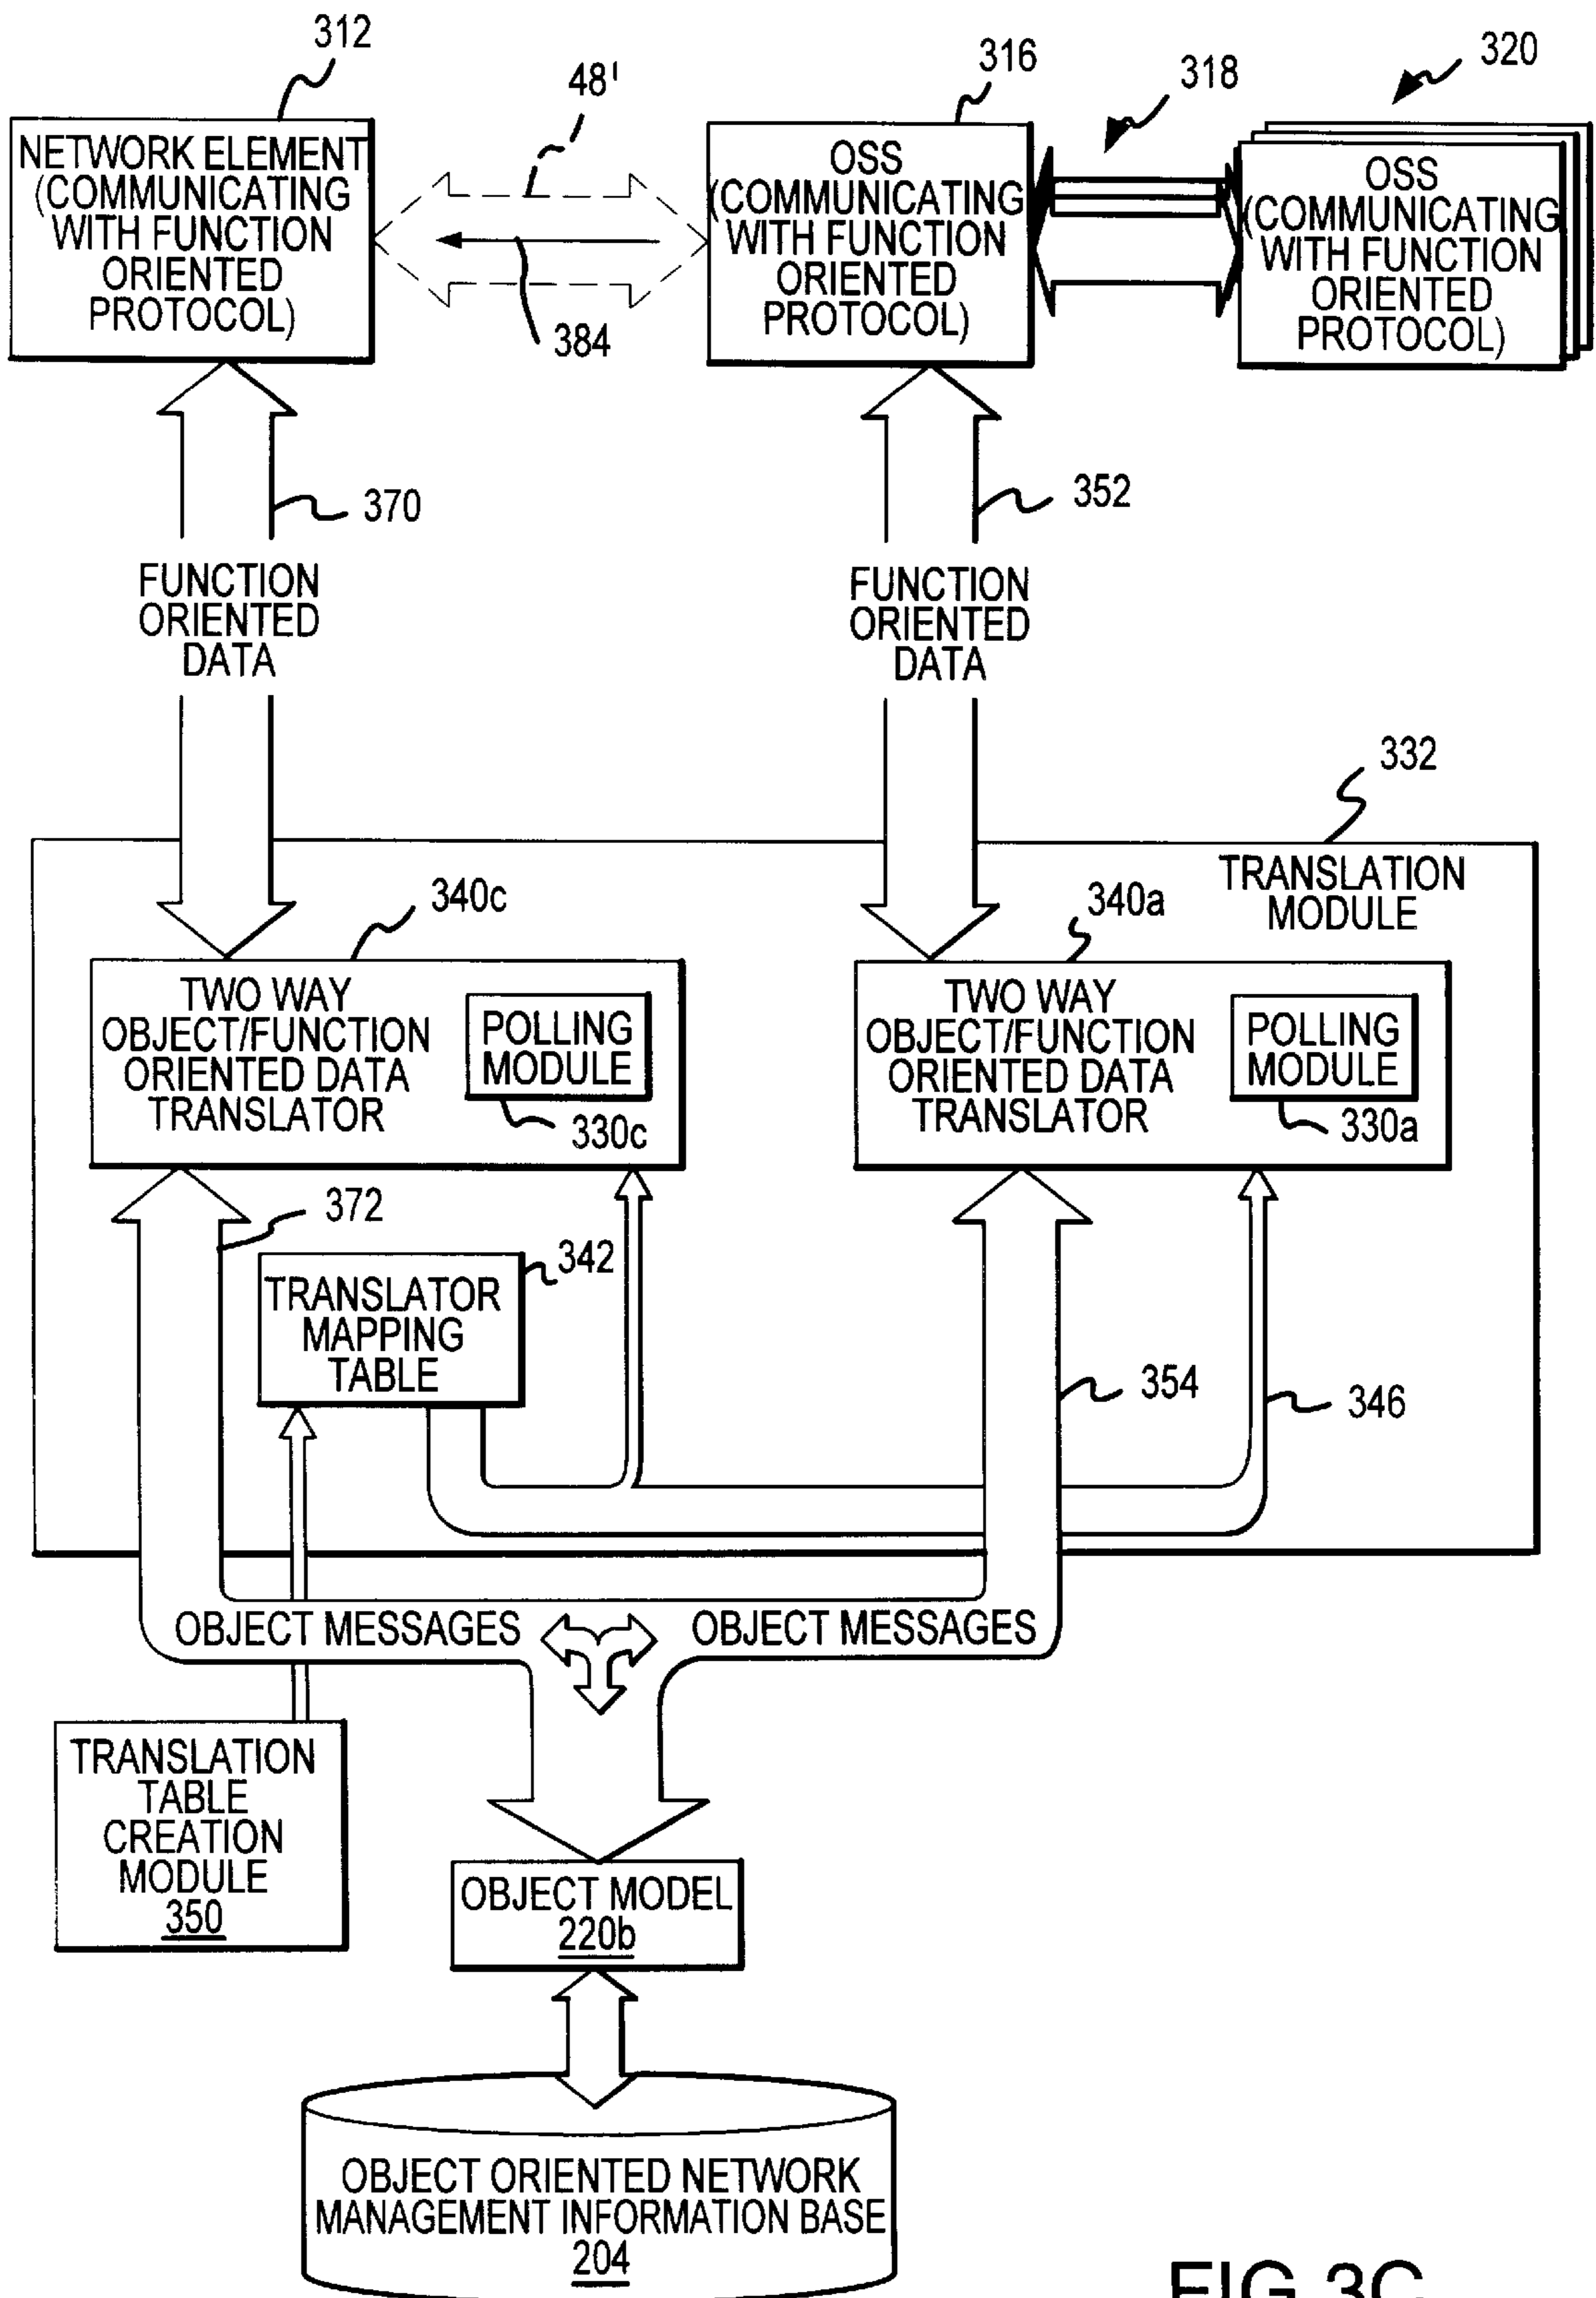 312
48'
316
318
320
NETWORK ELEMENT
(COMMUNICATING
WITH FUNCTION
ORIENTED
PROTOCOL)
OSS
(COMMUNICATING
WITH FUNCTION
ORIENTED
PROTOCOL)
OSS
(COMMUNICATING
WITH FUNCTION
ORIENTED
PROTOCOL)
384
370
352
FUNCTION
ORIENTED
DATA
FUNCTION
ORIENTED
DATA
332
TRANSLATION
MODULE
340c
340a
TWO WAY
OBJECT/FUNCTION
ORIENTED DATA
TRANSLATOR
POLLING
MODULE
330c
TWO WAY
OBJECT/FUNCTION
ORIENTED DATA
TRANSLATOR
POLLING
MODULE
330a
372
342
TRANSLATOR
MAPPING
TABLE
354
346
OBJECT MESSAGES
OBJECT MESSAGES
TRANSLATION
TABLE
CREATION
MODULE
350
OBJECT MODEL
220b
OBJECT ORIENTED NETWORK
MANAGEMENT INFORMATION BASE
204
FIG.3C